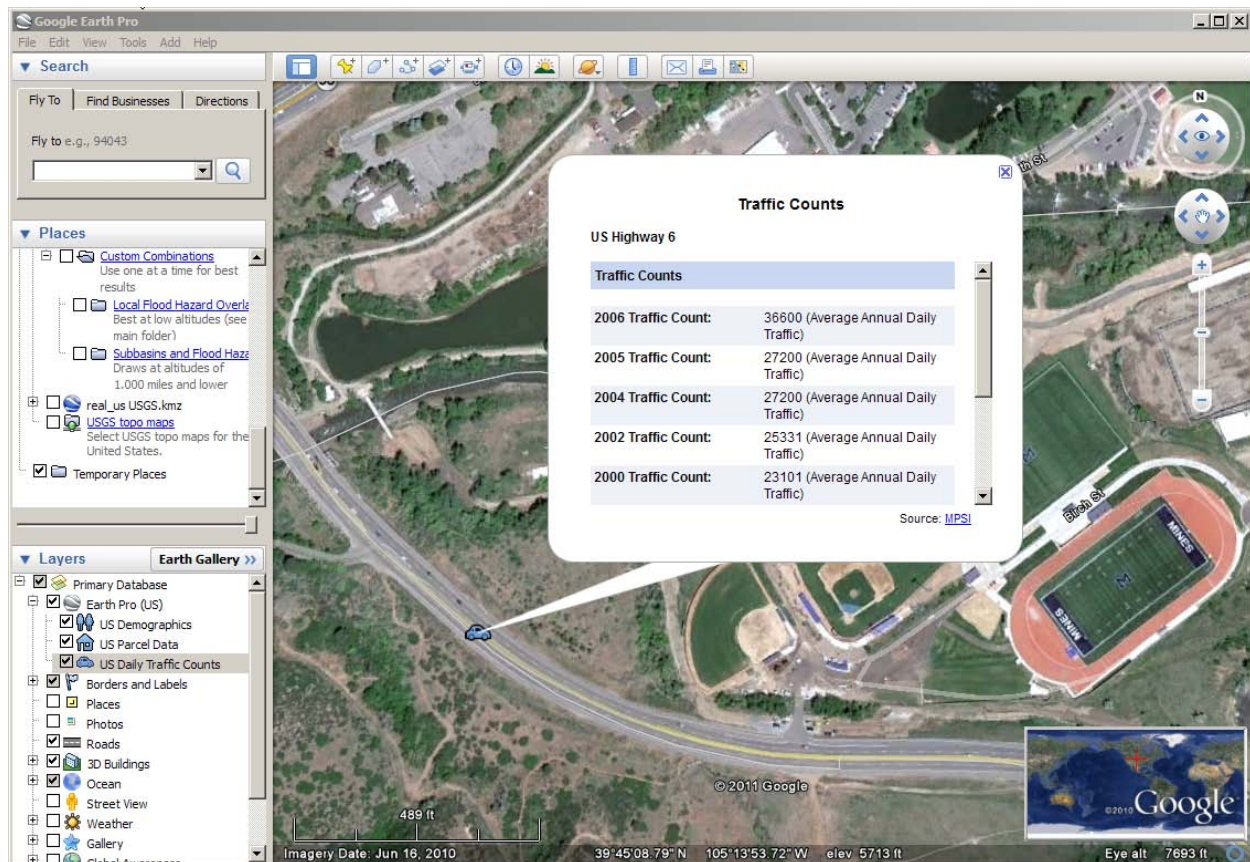 Google Earth Pro
File Edit View Tools Add Help
Search
Fly To Find Businesses Directions
Fly to e.g., 94043
Places
Custom Combinations
Use one at a time for best
results
Local Flood Hazard Overla
Best at low altitudes (see
main folder)
Subbasins and Flood Haza
Draws at altitudes of
1,000 miles and lower
real_us USGS.kmz
USGS topo maps
Select USGS topo maps for the
United States.
Temporary Places
Layers Earth Gallery >>
Primary Database
Earth Pro (US)
US Demographics
US Parcel Data
US Daily Traffic Counts
Borders and Labels
Places
Photos
Roads
3D Buildings
Ocean
Street View
Weather
Gallery
Global Awareness
N
th St
Traffic Counts
US Highway 6
Traffic Counts
2006 Traffic Count: 36600 (Average Annual Daily
Traffic)
2005 Traffic Count: 27200 (Average Annual Daily
Traffic)
2004 Traffic Count: 27200 (Average Annual Daily
Traffic)
2002 Traffic Count: 25331 (Average Annual Daily
Traffic)
2000 Traffic Count: 23101 (Average Annual Daily
Traffic)
Source: MPSI
Birch St
MINES
M
MINES
©2011 Google
489 ft
©2010 Google
Imagery Date: Jun 16, 2010 39°45'08.79" N 105°13'53.72" W elev 5713 ft Eye alt 7693 ft